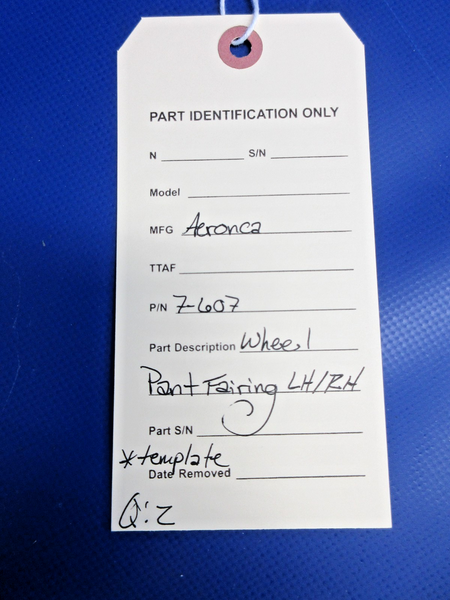 PART IDENTIFICATION ONLY
N S/N
Model
MFG Aeronca
TTAF
P/N 7-607
Part Description Wheel
Pant Fairing LH/RH
Part S/N
*template
Date Removed
Q: 2